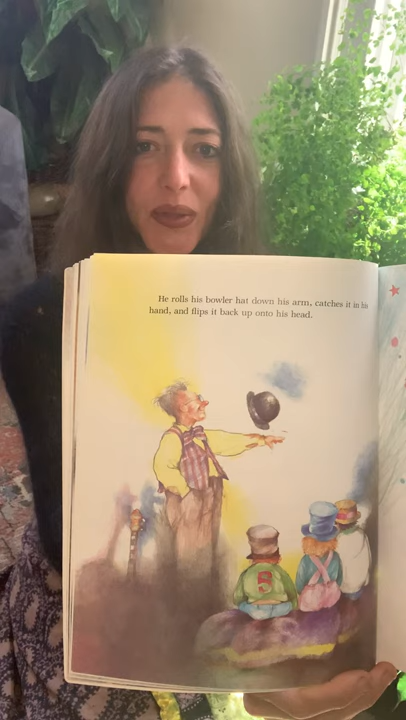 He rolls his bowler hat down his arm, catches it in his
hand, and flips it back up onto his head.